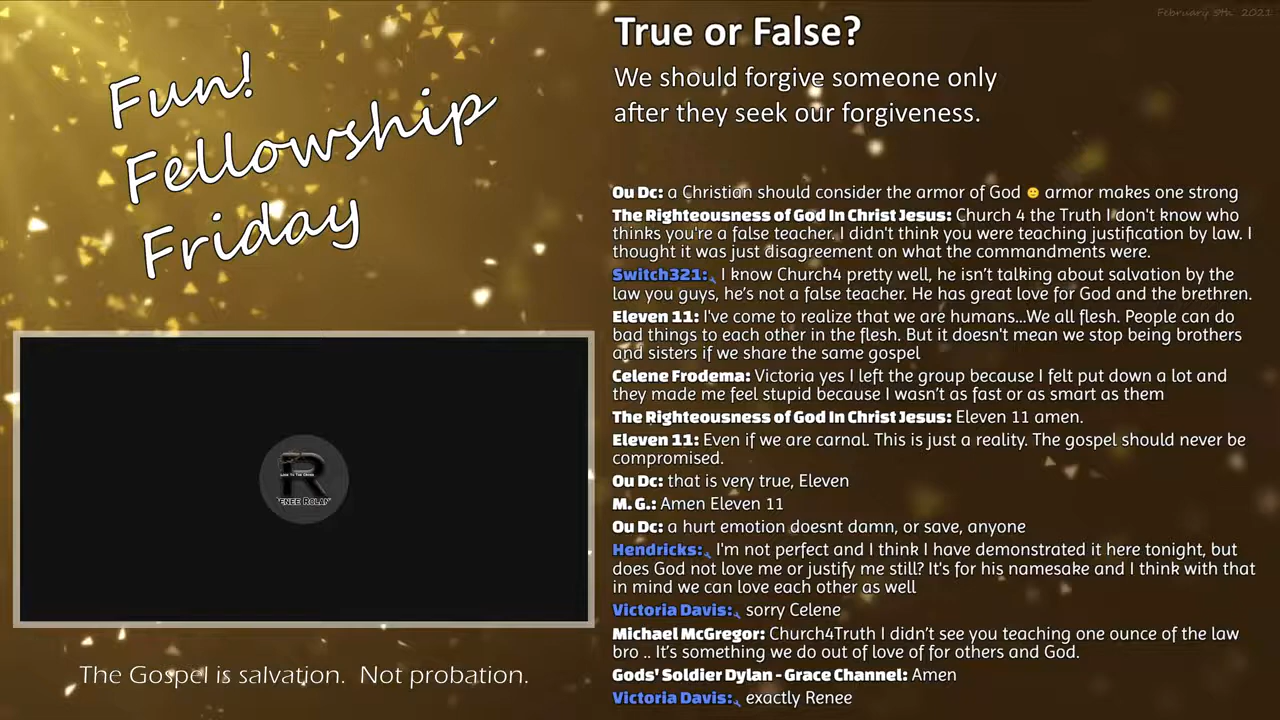 February 9th 2021
Fun!
Fellowship
Friday
True or False?
We should forgive someone only
after they seek our forgiveness.
Ou Dc: a Christian should consider the armor of God 🙂 armor makes one strong
The Righteousness of God In Christ Jesus: Church 4 the Truth I don't know who
thinks you're a false teacher. I didn't think you were teaching justification by law. I
thought it was just disagreement on what the commandments were.
Switch321: I know Church4 pretty well, he isn’t talking about salvation by the
law you guys, he’s not a false teacher. He has great love for God and the brethren.
Eleven 11: I've come to realize that we are humans...We all flesh. People can do
bad things to each other in the flesh. But it doesn't mean we stop being brothers
and sisters if we share the same gospel
Celene Frodema: Victoria yes I left the group because I felt put down a lot and
they made me feel stupid because I wasn’t as fast or as smart as them
The Righteousness of God In Christ Jesus: Eleven 11 amen.
Eleven 11: Even if we are carnal. This is just a reality. The gospel should never be
compromised.
Ou Dc: that is very true, Eleven
M. G.: Amen Eleven 11
Ou Dc: a hurt emotion doesnt damn, or save, anyone
Hendricks: I'm not perfect and I think I have demonstrated it here tonight, but
does God not love me or justify me still? It's for his namesake and I think with that
in mind we can love each other as well
Victoria Davis: sorry Celene
Michael McGregor: Church4Truth I didn’t see you teaching one ounce of the law
bro .. It’s something we do out of love of for others and God.
Gods' Soldier Dylan - Grace Channel: Amen
Victoria Davis: exactly Renee
R
TO THE CROSS
The Gospel is salvation. Not probation.